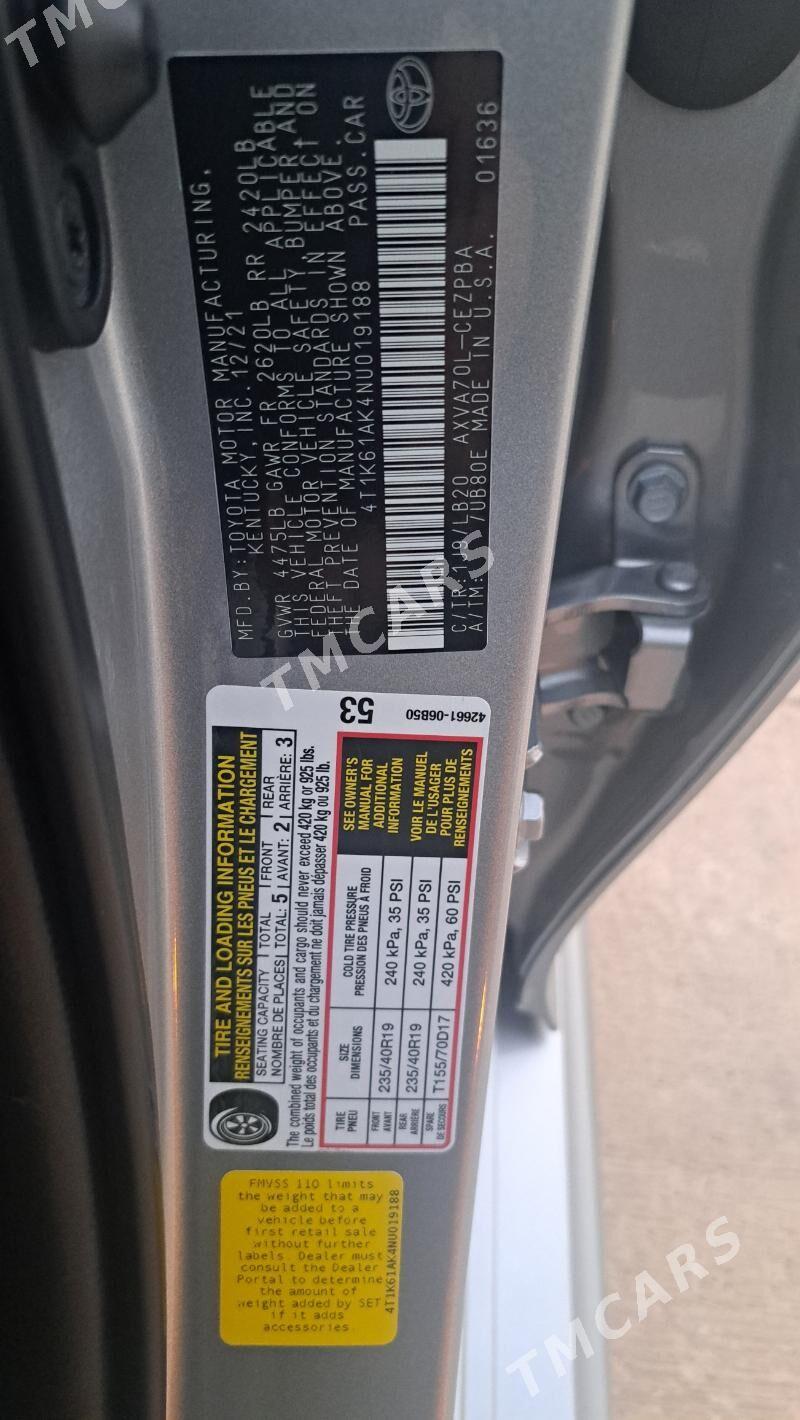 MFD.BY:TOYOTA MOTOR MANUFACTURING,
KENTUCKY, INC. 12/21
GVWR 4475LB GAWR FR 2620LB RR 2420LB
THIS VEHICLE CONFORMS TO ALL APPLICABLE
FEDERAL MOTOR VEHICLE SAFETY, BUMPER AND
THEFT PREVENTION STANDARDS IN EFFECT ON
THE DATE OF MANUFACTURE SHOWN ABOVE.
4T1K61AK4NU019188 PASS.CAR
C/TR:1J9/LB20 AXVA70L-CEZPBA 01636
A/TM: /UB80E MADE IN U.S.A.
TIRE AND LOADING INFORMATION
RENSEIGNEMENTS SUR LES PNEUS ET LE CHARGEMENT
SEATING CAPACITY TOTAL FRONT REAR
NOMBRE DE PLACES TOTAL: 5 AVANT: 2 ARRIÈRE: 3
The combined weight of occupants and cargo should never exceed 420 kg or 925 lbs.
Le poids total des occupants et du chargement ne doit jamais dépasser 420 kg ou 925 lb.
53
42661-06B50
TIRE
PNEU
SIZE
DIMENSIONS
COLD TIRE PRESSURE
PRESSION DES PNEUS À FROID
FRONT
AVANT
235/40R19
240 kPa, 35 PSI
REAR
ARRIÈRE
235/40R19
240 kPa, 35 PSI
SPARE
DE SECOURS
T155/70D17
420 kPa, 60 PSI
SEE OWNER'S
MANUAL FOR
ADDITIONAL
INFORMATION
VOIR LE MANUEL
DE L'USAGER
POUR PLUS DE
RENSEIGNEMENTS
FMVSS 110 limits
the weight that may
be added to a
vehicle before
first retail sale
without further
labels. Dealer must
consult the Dealer
Portal to determine
the amount of
weight added by SET
if it adds
accessories.
4T1K61AK4NU019188
TMCARS
TMCARS
TMCARS